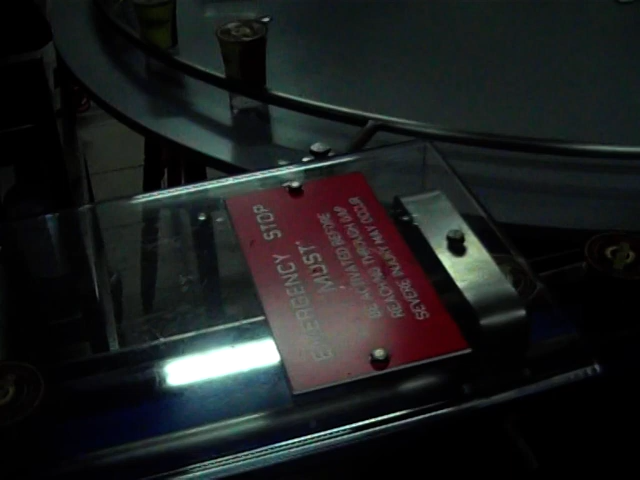 EMERGENCY STOP
MUST
BE ACTIVATED BEFORE
REACHING THROUGH GAP
SEVERE INJURY MAY OCCUR